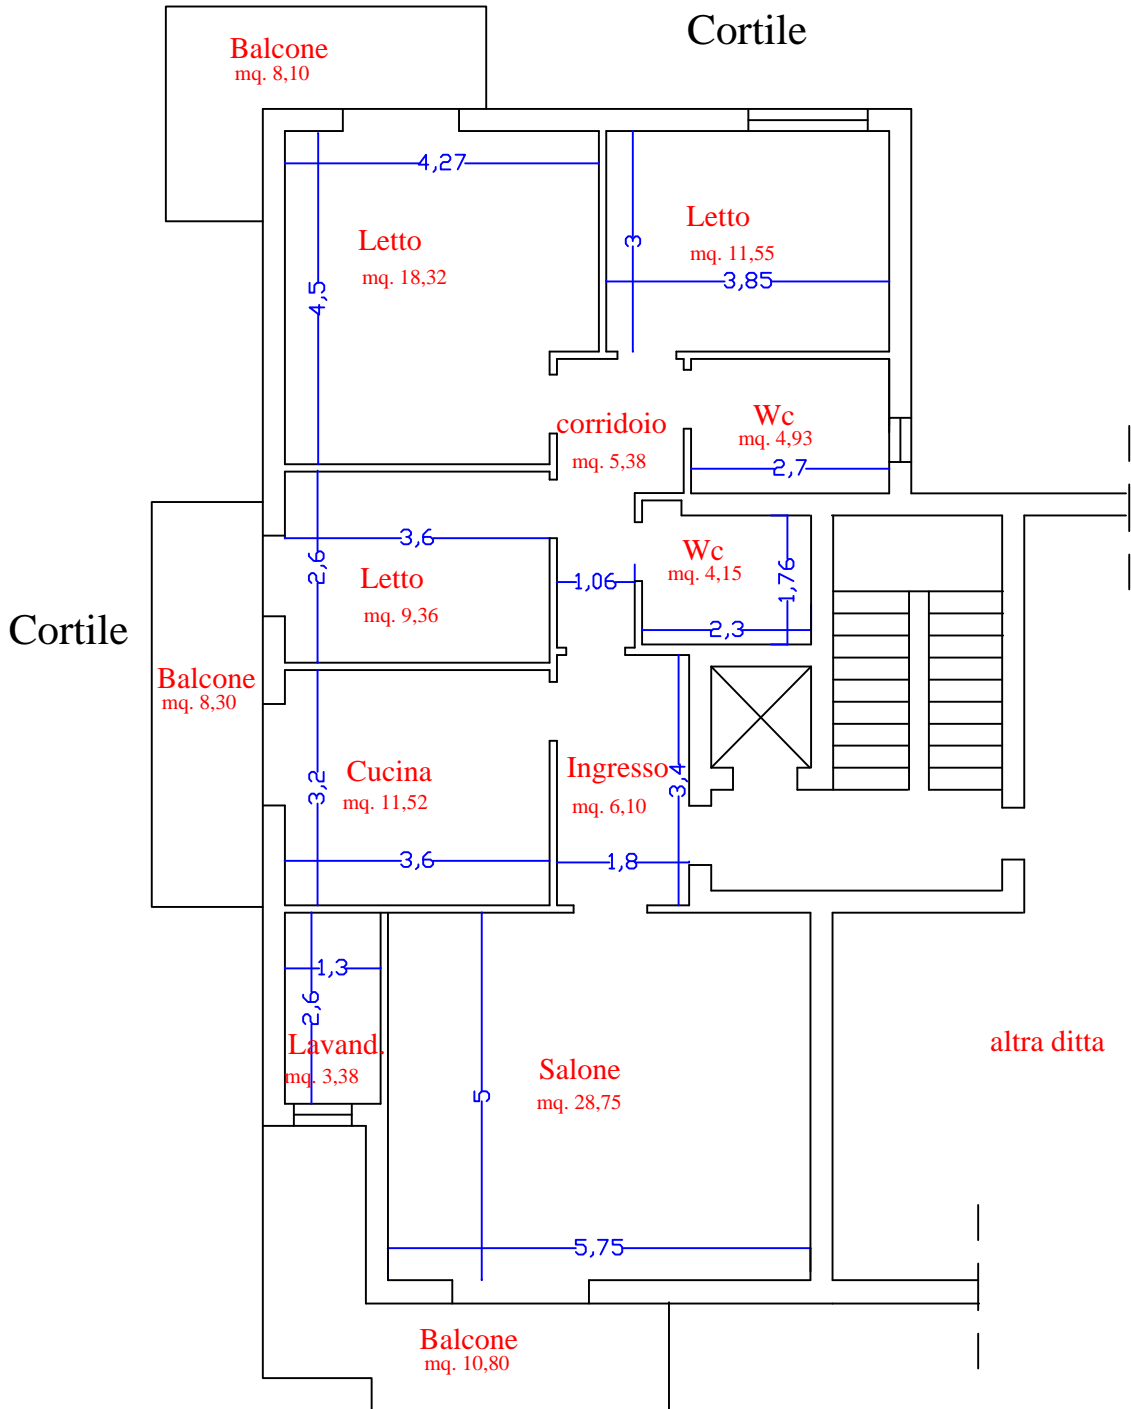 Cortile
Balcone
mq. 8,10
4,27
Letto
mq. 18,32
4,5
3
Letto
mq. 11,55
3,85
corridoio
mq. 5,38
Wc
mq. 4,93
2,7
3,6
2,6
Letto
mq. 9,36
1,06
Wc
mq. 4,15
1,76
2,3
Cortile
Balcone
mq. 8,30
Cucina
mq. 11,52
3,2
3,6
Ingresso
mq. 6,10
3,4
1,8
1,3
2,6
Lavand.
mq. 3,38
Salone
mq. 28,75
5
5,75
altra ditta
Balcone
mq. 10,80